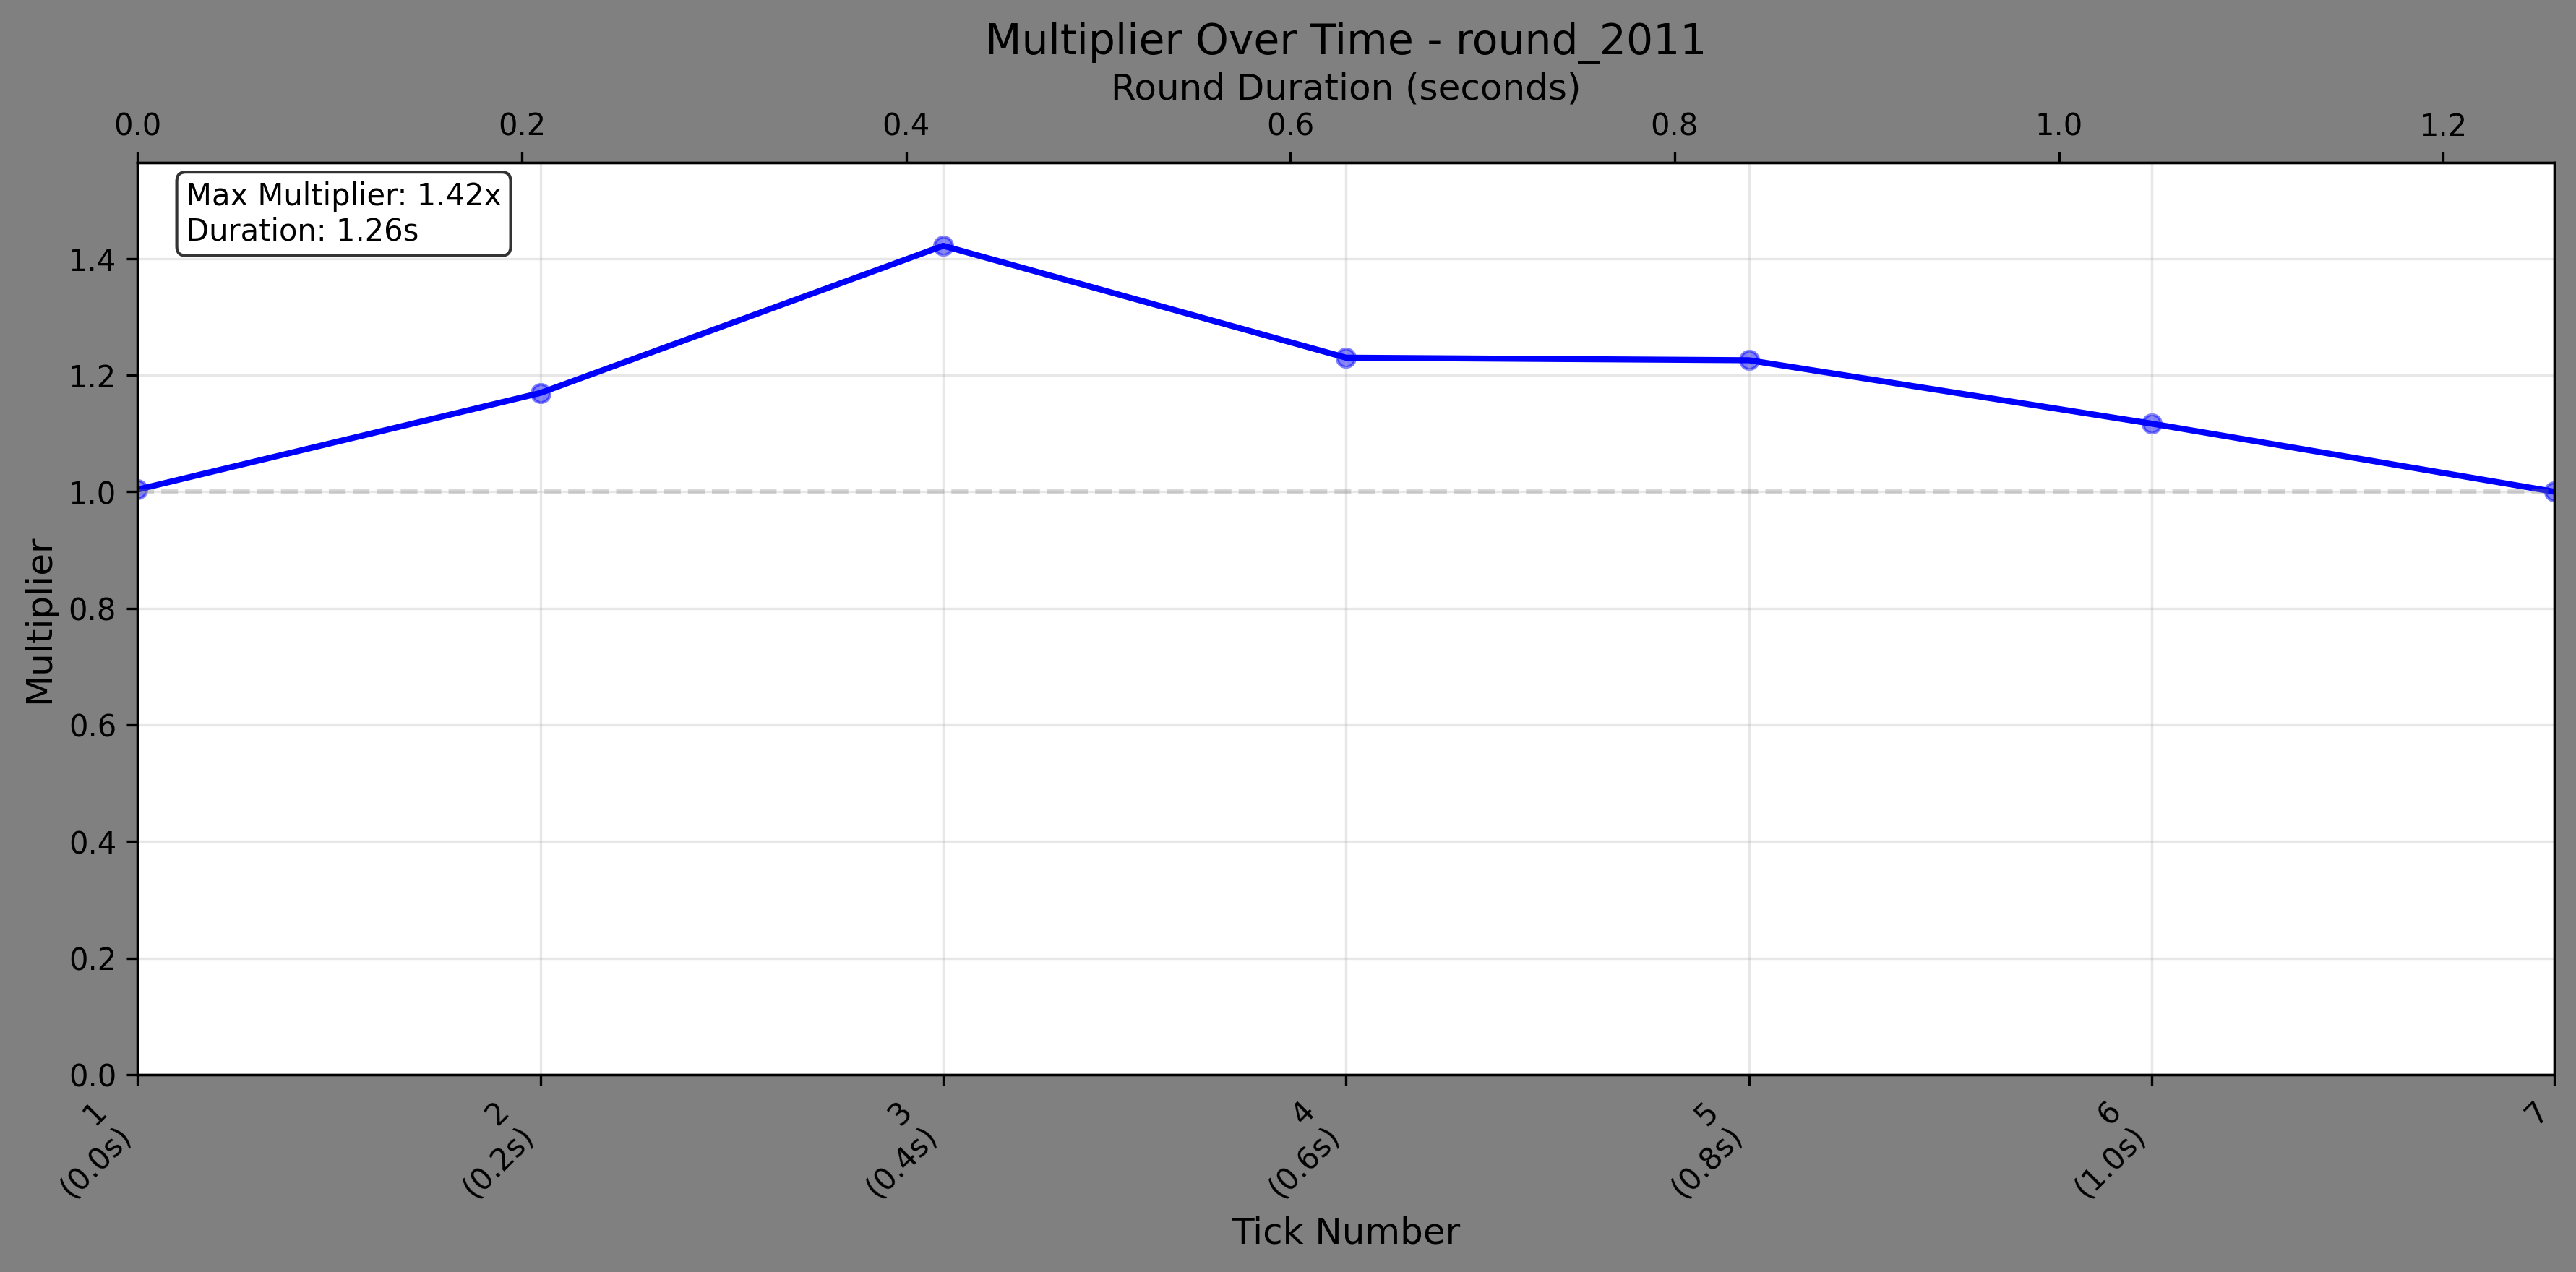 Multiplier Over Time - round_2011
Round Duration (seconds)
0.0 0.2 0.4 0.6 0.8 1.0 1.2
Max Multiplier: 1.42x
Duration: 1.26s
1.4
1.2
1.0
0.8
0.6
0.4
0.2
0.0
Multiplier
1
(0.0s)
2
(0.2s)
3
(0.4s)
4
(0.6s)
5
(0.8s)
6
(1.0s)
7
Tick Number